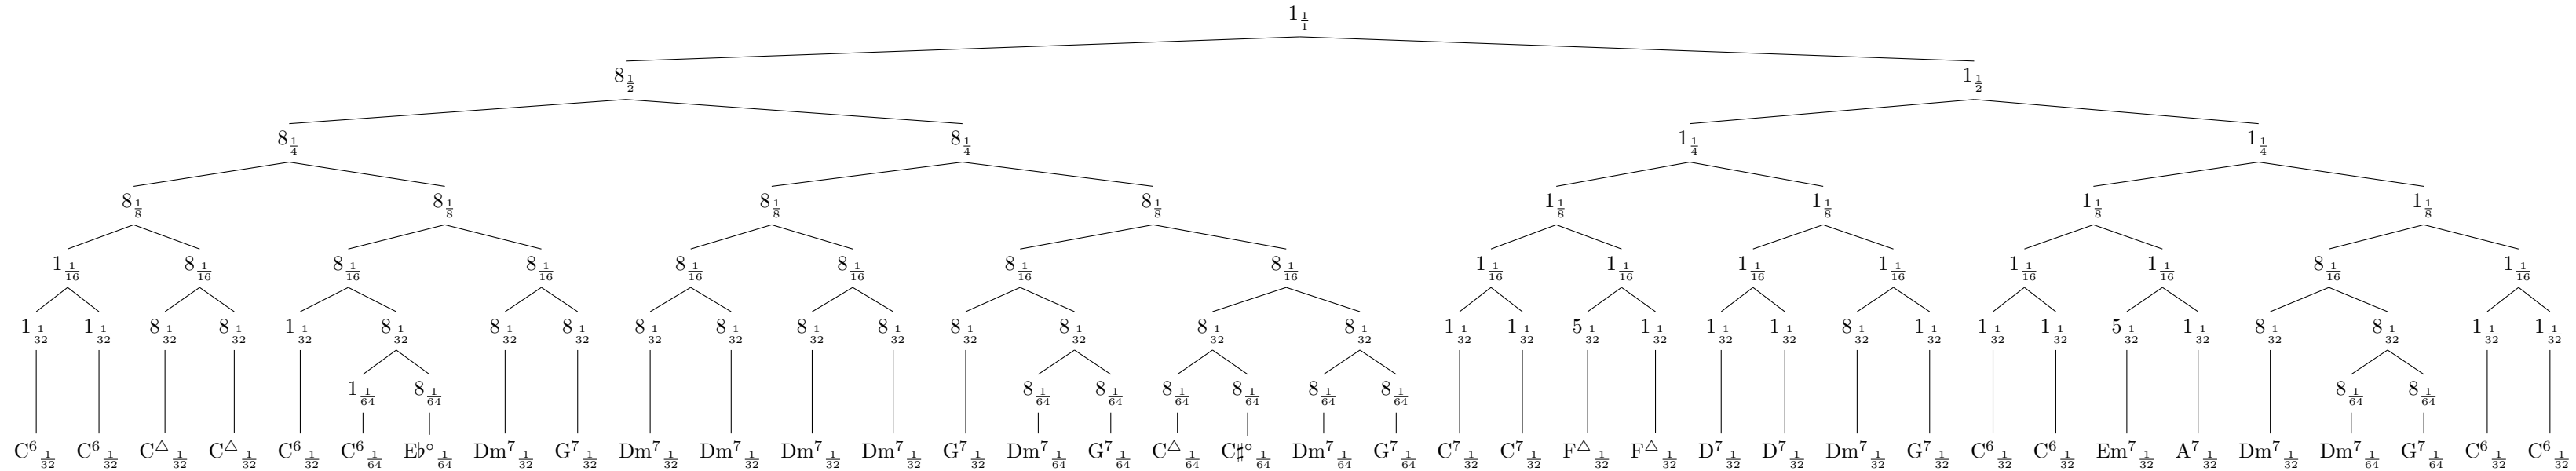 1 1/1
8 1/2 1 1/2
8 1/4 8 1/4 1 1/4 1 1/4
8 1/8 8 1/8 8 1/8 8 1/8 1 1/8 1 1/8 1 1/8 1 1/8
1 1/16 8 1/16 8 1/16 8 1/16 8 1/16 8 1/16 8 1/16 8 1/16 1 1/16 1 1/16 1 1/16 1 1/16 1 1/16 1 1/16 8 1/16 1 1/16
1 1/32 1 1/32 8 1/32 8 1/32 1 1/32 8 1/32 8 1/32 8 1/32 8 1/32 8 1/32 8 1/32 8 1/32 8 1/32 8 1/32 8 1/32 8 1/32 1 1/32 1 1/32 5 1/32 1 1/32 1 1/32 1 1/32 8 1/32 1 1/32 1 1/32 1 1/32 5 1/32 1 1/32 8 1/32 8 1/32 1 1/32 1 1/32
1 1/64 8 1/64 8 1/64 8 1/64 8 1/64 8 1/64 8 1/64 8 1/64 8 1/64 8 1/64
C⁶ 1/32 C⁶ 1/32 C△ 1/32 C△ 1/32 C⁶ 1/32 C⁶ 1/64 E♭° 1/64 Dm⁷ 1/32 G⁷ 1/32 Dm⁷ 1/32 Dm⁷ 1/32 Dm⁷ 1/32 Dm⁷ 1/32 G⁷ 1/32 Dm⁷ 1/64 G⁷ 1/64 C△ 1/64 C♯° 1/64 Dm⁷ 1/64 G⁷ 1/64 C⁷ 1/32 C⁷ 1/32 F△ 1/32 F△ 1/32 D⁷ 1/32 D⁷ 1/32 Dm⁷ 1/32 G⁷ 1/32 C⁶ 1/32 C⁶ 1/32 Em⁷ 1/32 A⁷ 1/32 Dm⁷ 1/32 Dm⁷ 1/64 G⁷ 1/64 C⁶ 1/32 C⁶ 1/32